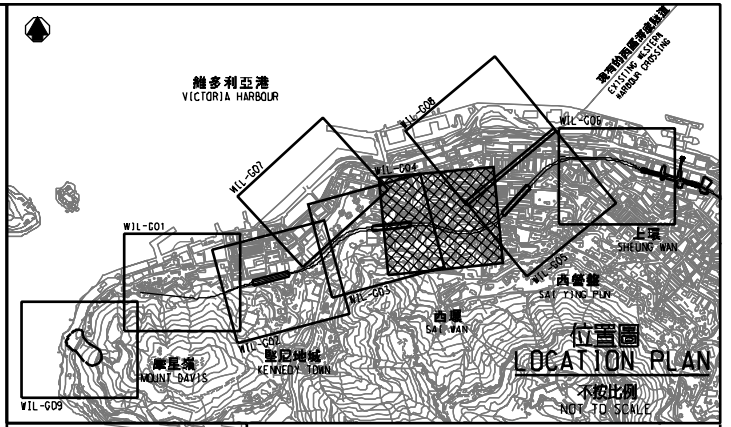 維多利亞港
VICTORIA HARBOUR
現有的西區海底隧道
EXISTING WESTERN
HARBOUR CROSSING
WIL-G08
WIL-G06
WIL-G07
WIL-G04
WIL-G01
上環
SHEUNG WAN
WIL-G05
WIL-G03
西營盤
SAI YING PUN
西環
SAI WAN
WIL-G02
堅尼地城
KENNEDY TOWN
摩星嶺
MOUNT DAVIS
WIL-G09
位置圖
LOCATION PLAN
不按比例
NOT TO SCALE